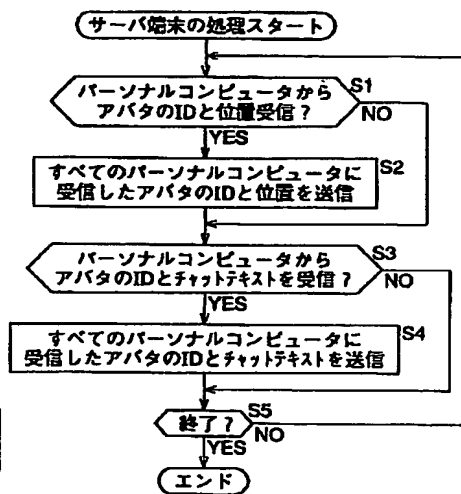 サーバ端末の処理スタート
パーソナルコンピュータから
アバタのIDと位置受信？
S1
NO
YES
すべてのパーソナルコンピュータに
受信したアバタのIDと位置を送信
S2
パーソナルコンピュータから
アバタのIDとチャットテキストを受信？
S3
NO
YES
すべてのパーソナルコンピュータに
受信したアバタのIDとチャットテキストを送信
S4
終了？
S5
NO
YES
エンド